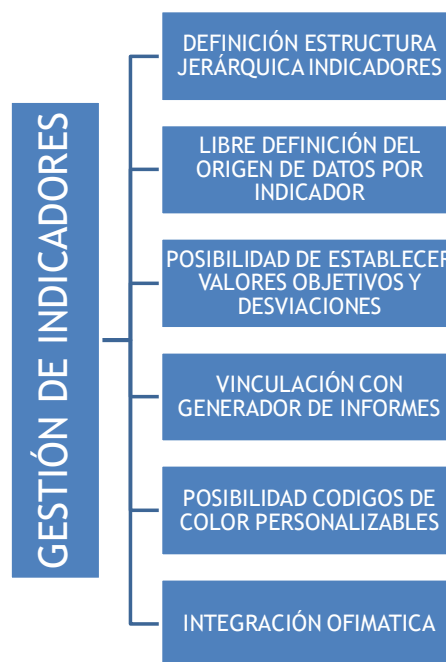 GESTIÓN DE INDICADORES
DEFINICIÓN ESTRUCTURA
JERÁRQUICA INDICADORES
LIBRE DEFINICIÓN DEL
ORIGEN DE DATOS POR
INDICADOR
POSIBILIDAD DE ESTABLECER
VALORES OBJETIVOS Y
DESVIACIONES
VINCULACIÓN CON
GENERADOR DE INFORMES
POSIBILIDAD CODIGOS DE
COLOR PERSONALIZABLES
INTEGRACIÓN OFIMATICA